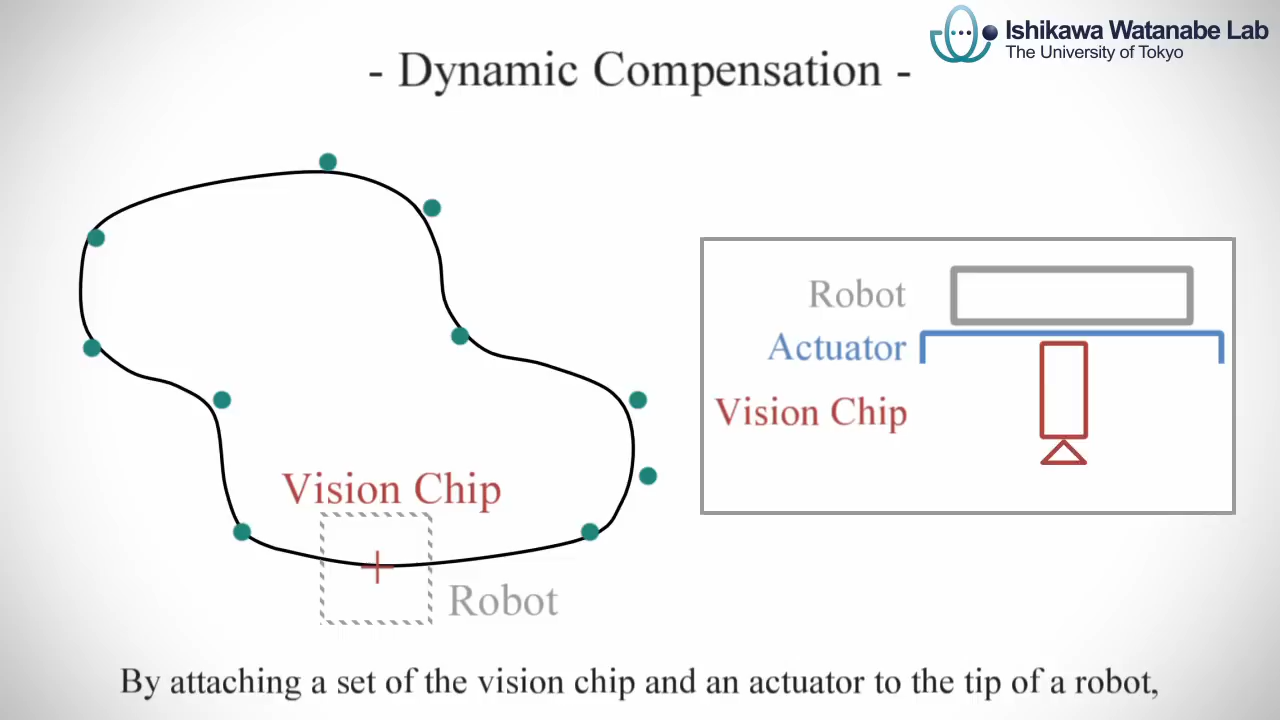 Ishikawa Watanabe Lab
The University of Tokyo
- Dynamic Compensation -
Robot
Actuator
Vision Chip
Vision Chip
Robot
By attaching a set of the vision chip and an actuator to the tip of a robot,